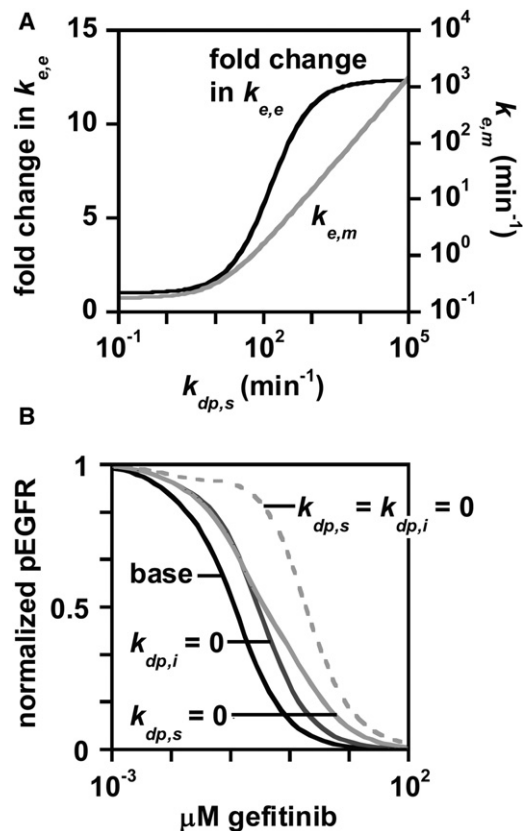 A
15
10
5
0
fold change in k_e,e
fold change
in k_e,e
k_e,m
10^4
10^3
10^2
10^1
10^0
10^-1
k_e,m (min^-1)
10^-1
10^2
10^5
k_dp,s (min^-1)
B
1
0.5
0
normalized pEGFR
k_dp,s = k_dp,i = 0
base
k_dp,i = 0
k_dp,s = 0
10^-3
10^2
μM gefitinib